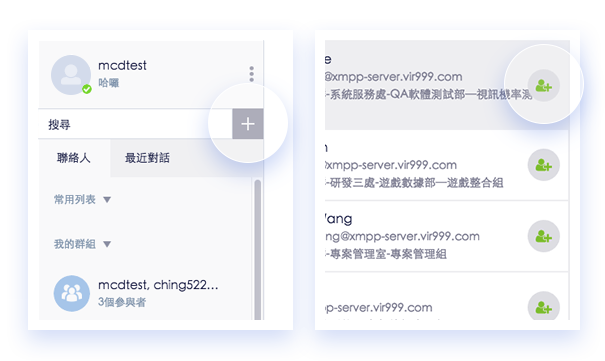 mcdtest
哈囉
搜尋
聯絡人 最近對話
常用列表
我的群組
mcdtest, ching522...
3個參與者
e
@xmpp-server.vir999.com
-系統服務處-QA軟體測試部—視訊機率測
n
@xmpp-server.vir999.com
-研發三處-遊戲數據部—遊戲整合組
Wang
ng@xmpp-server.vir999.com
-專案管理室-專案管理組
pp-server.vir999.com